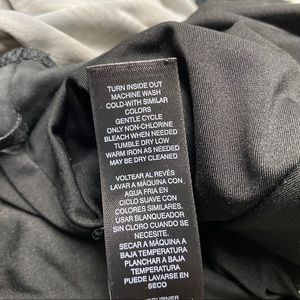 TURN INSIDE OUT
MACHINE WASH
COLD-WITH SIMILAR
COLORS
GENTLE CYCLE
ONLY NON-CHLORINE
BLEACH WHEN NEEDED
TUMBLE DRY LOW
WARM IRON AS NEEDED
MAY BE DRY CLEANED
VOLTEAR AL REVÉS
LAVAR A MÁQUINA CON
AGUA FRIA EN
CICLO SUAVE CON
COLORES SIMILARES.
USAR BLANQUEADOR
SIN CLORO CUANDO SE
NECESITE.
SECAR A MÁQUINA A
BAJA TEMPERATURA
PLANCHAR A BAJA
TEMPERATURA
PUEDE LAVARSE EN
SECO